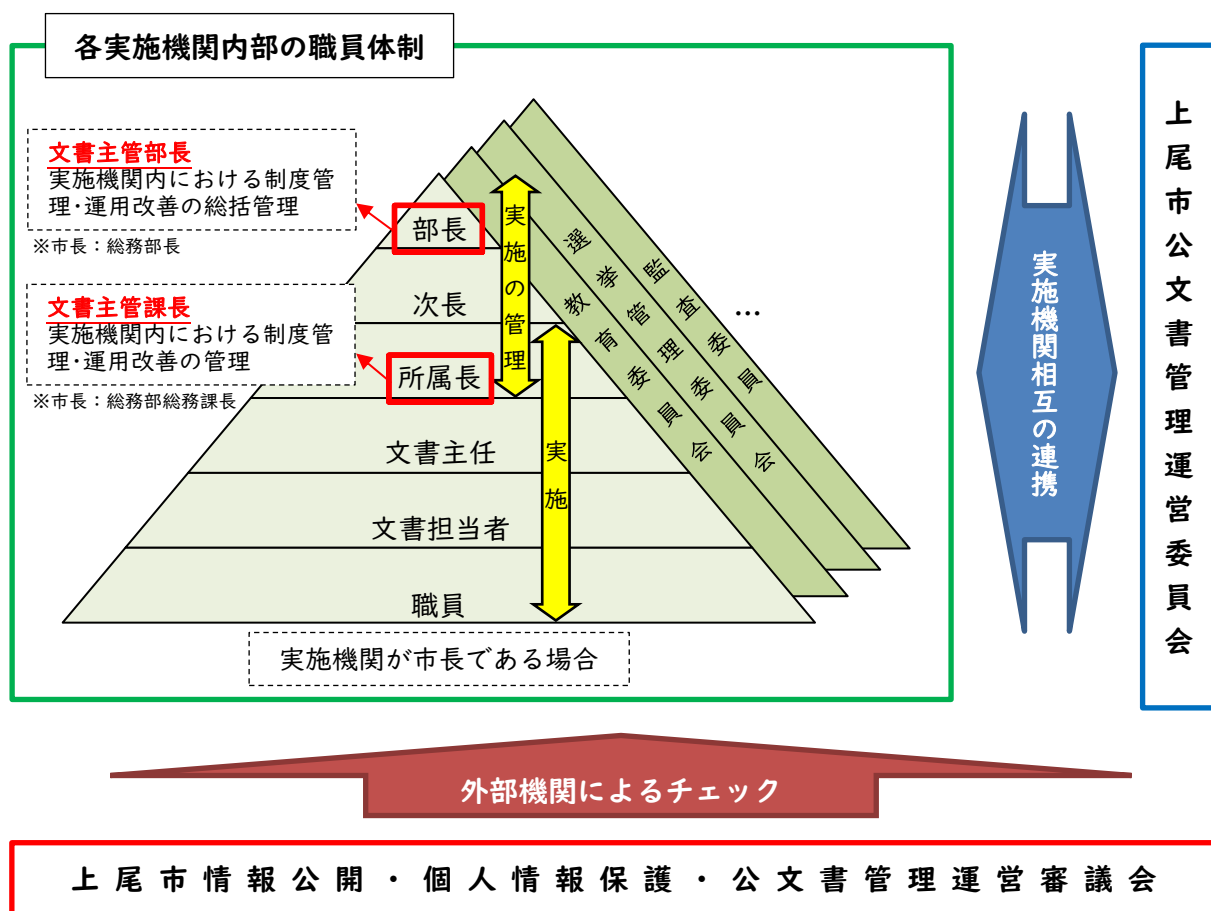 各実施機関内部の職員体制
文書主管部長
実施機関内における制度管
理・運用改善の総括管理
※市長：総務部長
文書主管課長
実施機関内における制度管
理・運用改善の管理
※市長：総務部総務課長
部長
次長
所属長
文書主任
文書担当者
職員
実施の管理
実施
教育委員会
選挙管理委員会
監査委員
…
実施機関が市長である場合
実施機関相互の連携
上尾市公文書管理運営委員会
外部機関によるチェック
上尾市情報公開・個人情報保護・公文書管理運営審議会